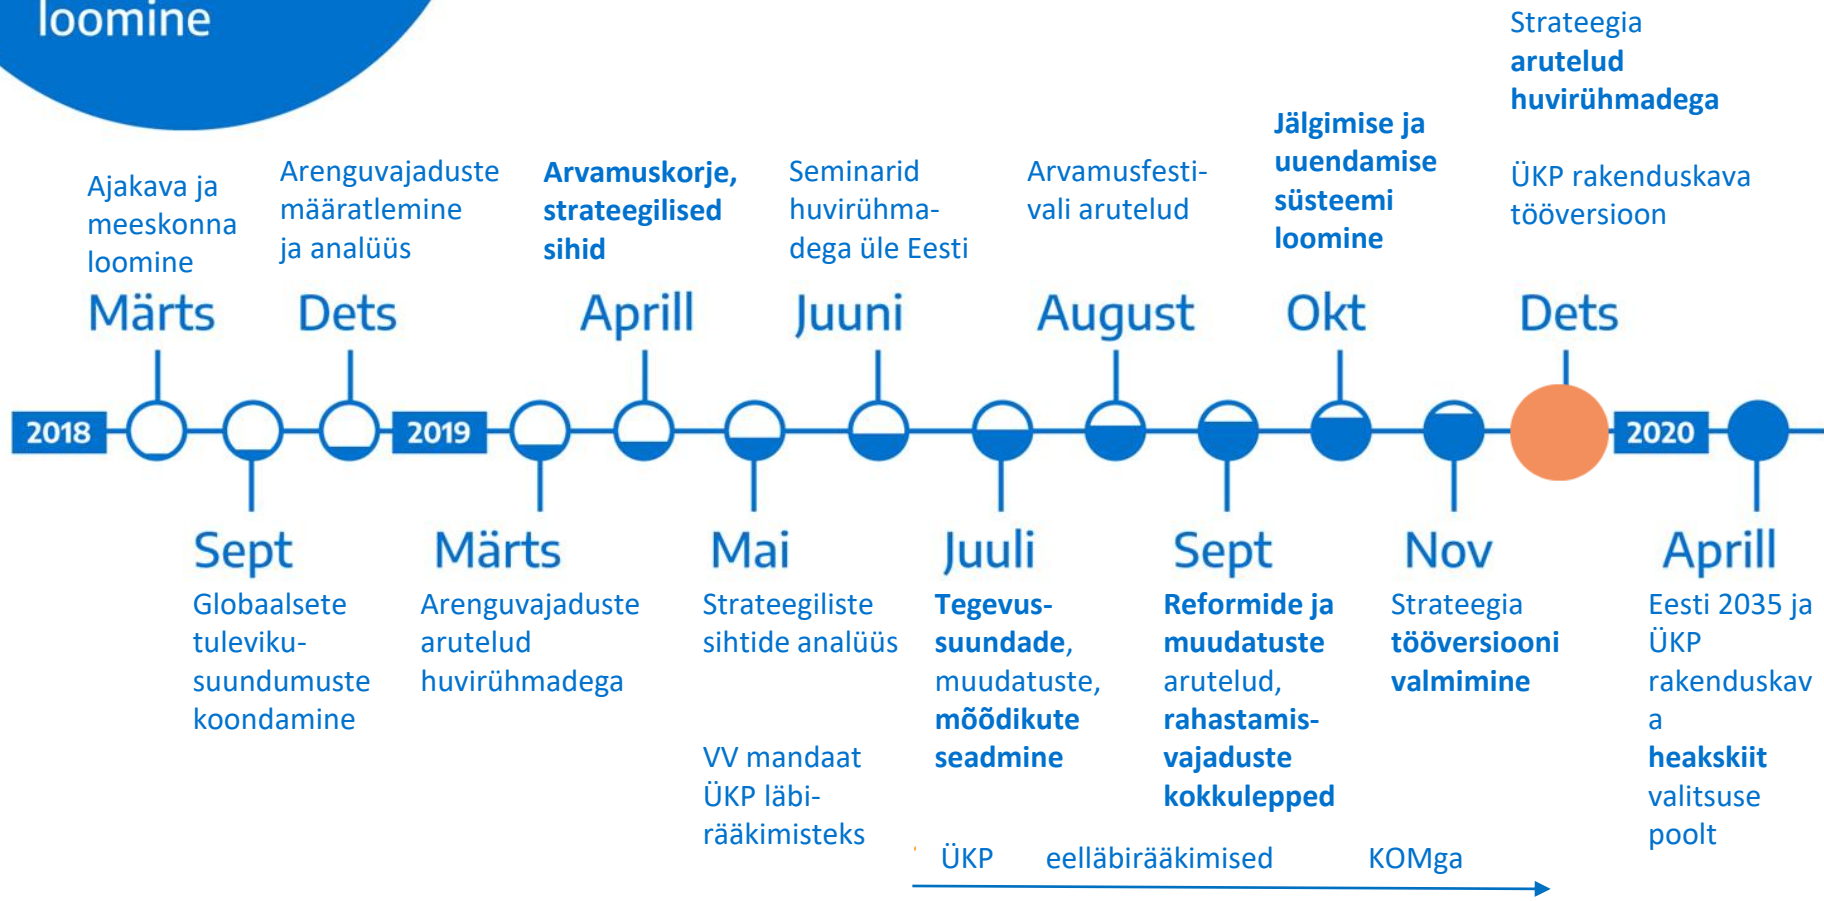 loomine
Ajakava ja
meeskonna
loomine
Märts
Arenguvajaduste
määratlemine
ja analüüs
Dets
Arvamuskorje,
strateegilised
sihid
Aprill
Seminarid
huvirühma-
dega üle Eesti
Juuni
Arvamusfesti-
vali arutelud
August
Jälgimise ja
uuendamise
süsteemi
loomine
Okt
Strateegia
arutelud
huvirühmadega
ÜKP rakenduskava
tööversioon
Dets
2018
2019
2020
Sept
Globaalsete
tuleviku-
suundumuste
koondamine
Märts
Arenguvajaduste
arutelud
huvirühmadega
Mai
Strateegiliste
sihtide analüüs
VV mandaat
ÜKP läbi-
rääkimisteks
Juuli
Tegevus-
suundade,
muudatuste,
mõõdikute
seadmine
Sept
Reformide ja
muudatuste
arutelud,
rahastamis-
vajaduste
kokkulepped
Nov
Strateegia
tööversiooni
valmimine
Aprill
Eesti 2035 ja
ÜKP
rakenduskav
a
heakskiit
valitsuse
poolt
ÜKP eelläbirääkimised KOMga